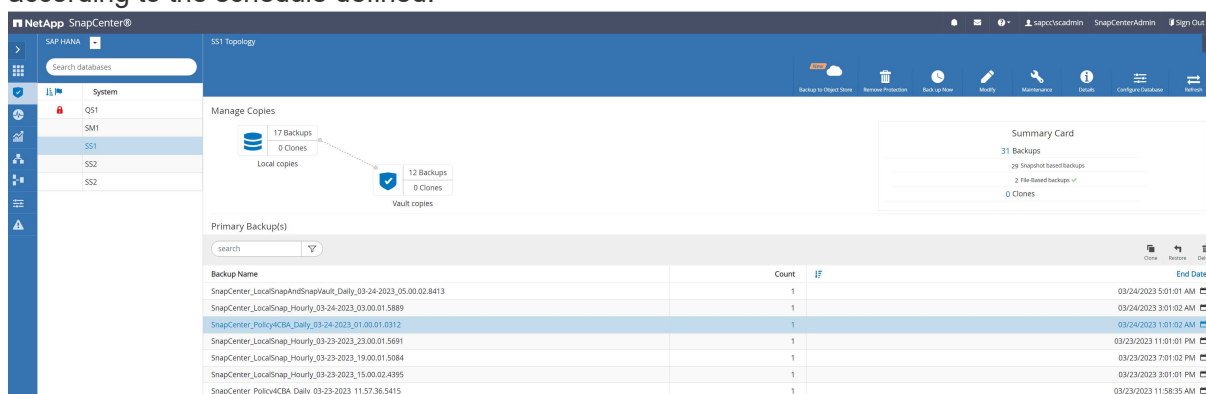 according to the schedule defined.
NetApp SnapCenter®
sapcc\scadmin SnapCenterAdmin Sign Out
SAP HANA
SS1 Topology
Search databases
New
Backup to Object Store Remove Protection Back up Now Modify Maintenance Details Configure Database Refresh
System
QS1
SM1
SS1
SS2
SS2
Manage Copies
17 Backups
0 Clones
Local copies
12 Backups
0 Clones
Vault copies
Summary Card
31 Backups
29 Snapshot based backups
2 File-Based backups
0 Clones
Primary Backup(s)
search
Clone Restore Del
Backup Name Count End Date
SnapCenter_LocalSnapAndSnapVault_Daily_03-24-2023_05.00.02.8413 1 03/24/2023 5:01:01 AM
SnapCenter_LocalSnap_Hourly_03-24-2023_03.00.01.5889 1 03/24/2023 3:01:02 AM
SnapCenter_Policy4CBA_Daily_03-24-2023_01.00.01.0312 1 03/24/2023 1:01:02 AM
SnapCenter_LocalSnap_Hourly_03-23-2023_23.00.01.5691 1 03/23/2023 11:01:01 PM
SnapCenter_LocalSnap_Hourly_03-23-2023_19.00.01.5084 1 03/23/2023 7:01:02 PM
SnapCenter_LocalSnap_Hourly_03-23-2023_15.00.02.4395 1 03/23/2023 3:01:01 PM
SnapCenter_Policy4CBA_Daily_03-23-2023_11.57.36.5415 1 03/23/2023 11:58:35 AM